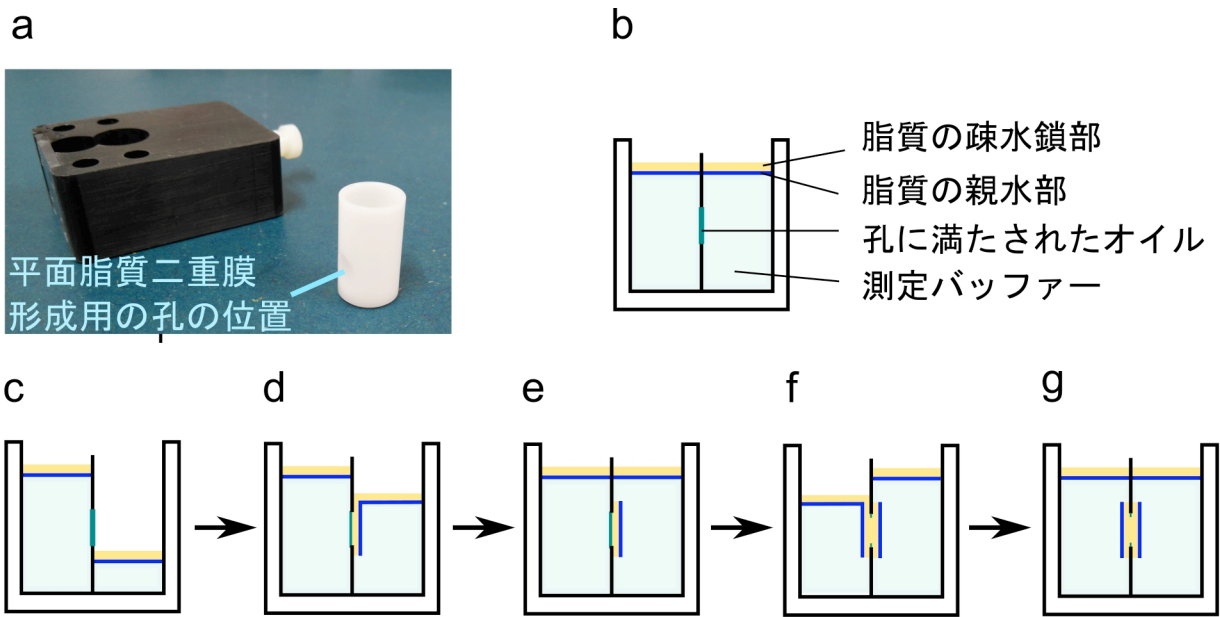 a
b
平面脂質二重膜
形成用の孔の位置
脂質の疎水鎖部
脂質の親水部
孔に満たされたオイル
測定バッファー
c
d
e
f
g